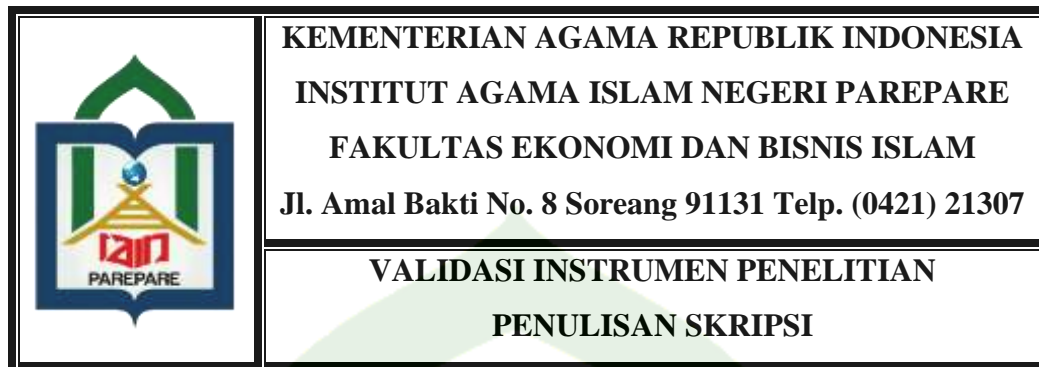 KEMENTERIAN AGAMA REPUBLIK INDONESIA
INSTITUT AGAMA ISLAM NEGERI PAREPARE
FAKULTAS EKONOMI DAN BISNIS ISLAM
Jl. Amal Bakti No. 8 Soreang 91131 Telp. (0421) 21307
iain
PAREPARE
VALIDASI INSTRUMEN PENELITIAN
PENULISAN SKRIPSI